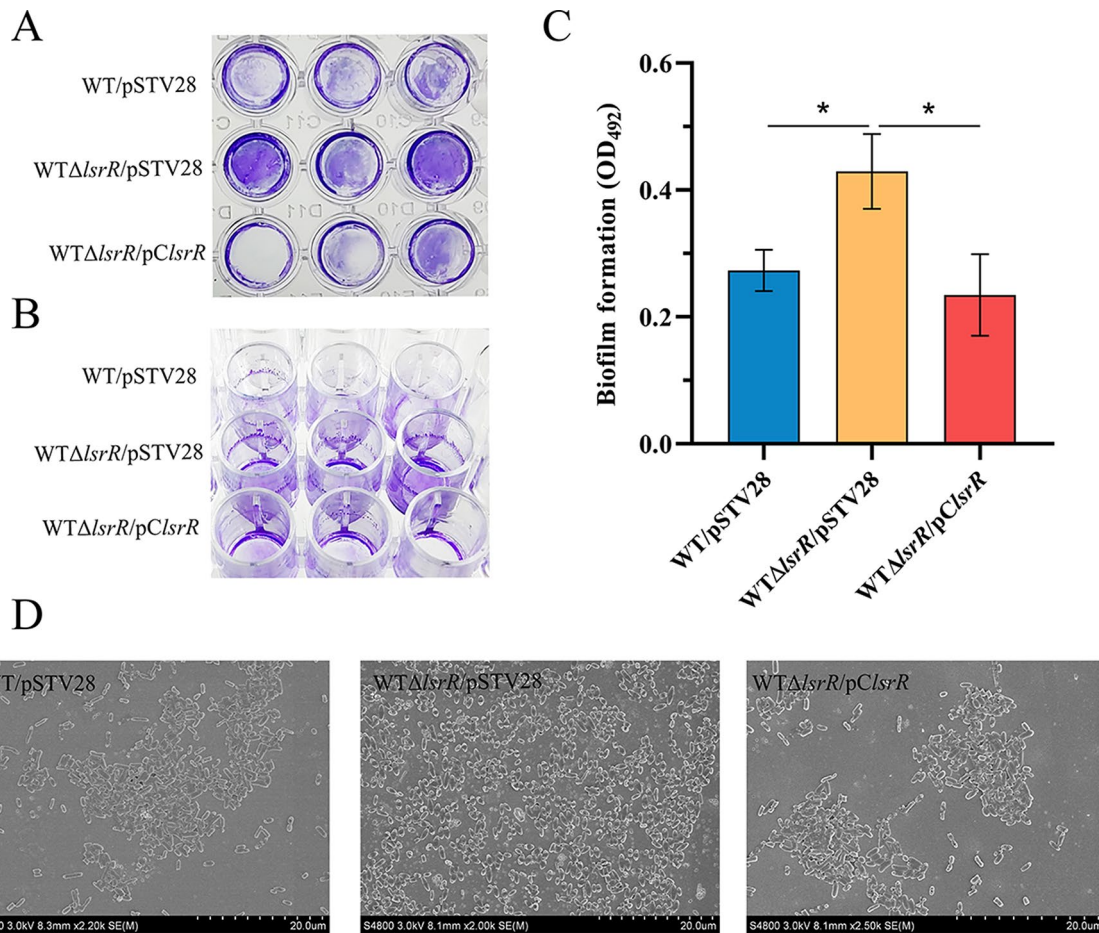 A
WT/pSTV28
WTΔlsrR/pSTV28
WTΔlsrR/pClsrR
B
WT/pSTV28
WTΔlsrR/pSTV28
WTΔlsrR/pClsrR
C
Biofilm formation (OD492)
0.6
0.4
0.2
0.0
*
*
WT/pSTV28
WTΔlsrR/pSTV28
WTΔlsrR/pClsrR
D
T/pSTV28
0 3.0kV 8.3mm x2.20k SE(M)
20.0um
WTΔlsrR/pSTV28
S4800 3.0kV 8.1mm x2.00k SE(M)
20.0um
WTΔlsrR/pClsrR
S4800 3.0kV 8.1mm x2.50k SE(M)
20.0um